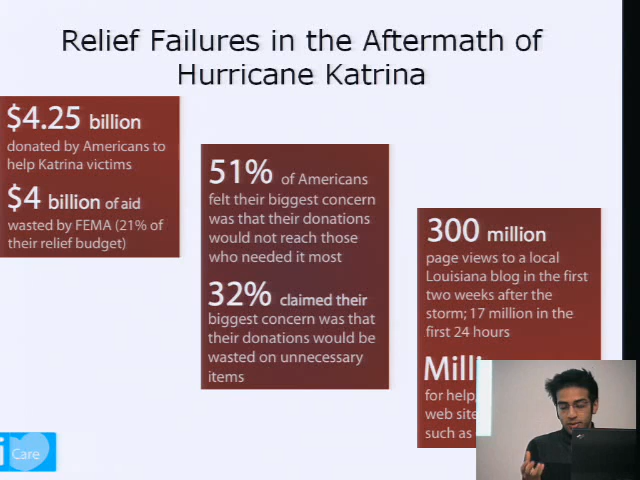 Relief Failures in the Aftermath of
Hurricane Katrina
$4.25 billion
donated by Americans to
help Katrina victims
$4 billion of aid
wasted by FEMA (21% of
their relief budget)
51% of Americans
felt their biggest concern
was that their donations
would not reach those
who needed it most
32% claimed their
biggest concern was that
their donations would be
wasted on unnecessary
items
300 million
page views to a local
Louisiana blog in the first
two weeks after the
storm; 17 million in the
first 24 hours
for help,
web site
such as
i Care